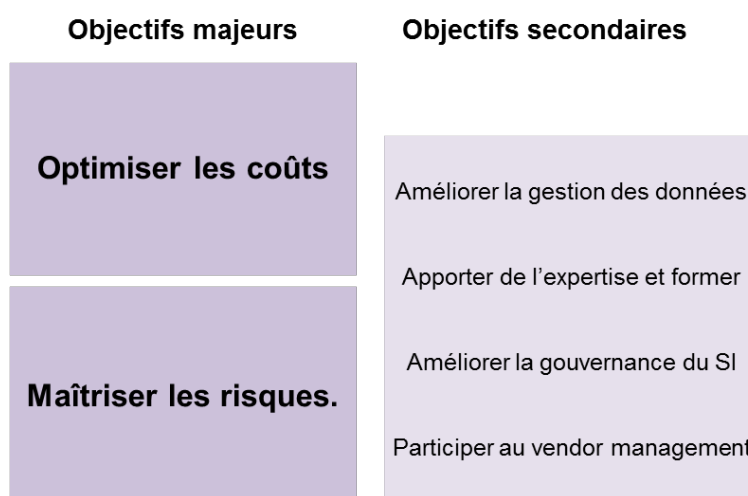 Objectifs majeurs
Objectifs secondaires
Optimiser les coûts
Maîtriser les risques.
Améliorer la gestion des données
Apporter de l’expertise et former
Améliorer la gouvernance du SI
Participer au vendor management